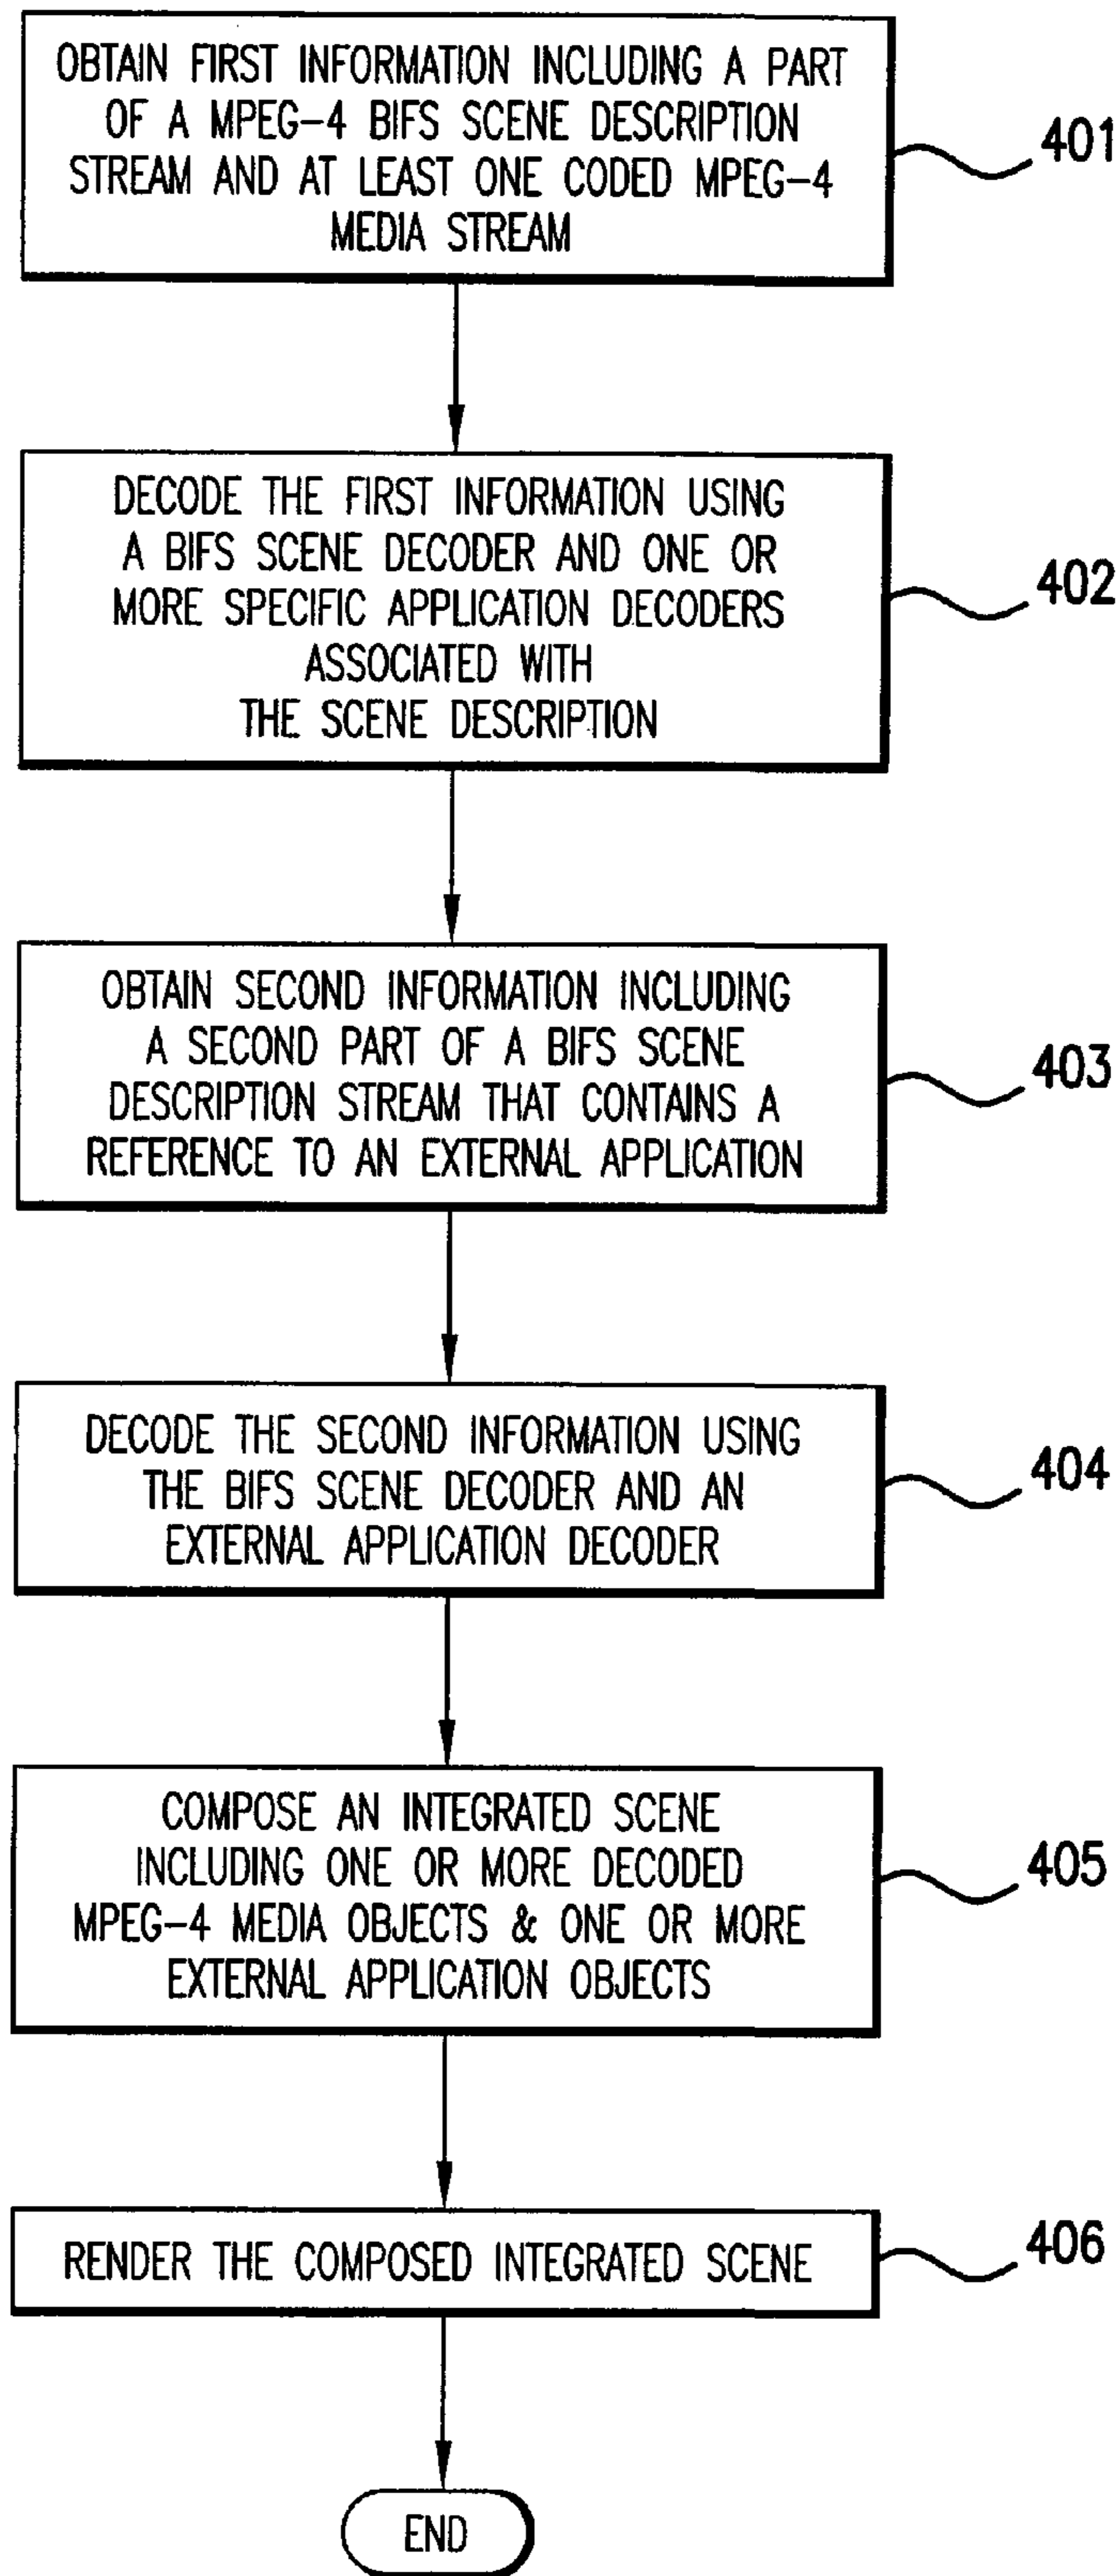 OBTAIN FIRST INFORMATION INCLUDING A PART
OF A MPEG-4 BIFS SCENE DESCRIPTION
STREAM AND AT LEAST ONE CODED MPEG-4
MEDIA STREAM
401
DECODE THE FIRST INFORMATION USING
A BIFS SCENE DECODER AND ONE OR
MORE SPECIFIC APPLICATION DECODERS
ASSOCIATED WITH
THE SCENE DESCRIPTION
402
OBTAIN SECOND INFORMATION INCLUDING
A SECOND PART OF A BIFS SCENE
DESCRIPTION STREAM THAT CONTAINS A
REFERENCE TO AN EXTERNAL APPLICATION
403
DECODE THE SECOND INFORMATION USING
THE BIFS SCENE DECODER AND AN
EXTERNAL APPLICATION DECODER
404
COMPOSE AN INTEGRATED SCENE
INCLUDING ONE OR MORE DECODED
MPEG-4 MEDIA OBJECTS & ONE OR MORE
EXTERNAL APPLICATION OBJECTS
405
RENDER THE COMPOSED INTEGRATED SCENE
406
END